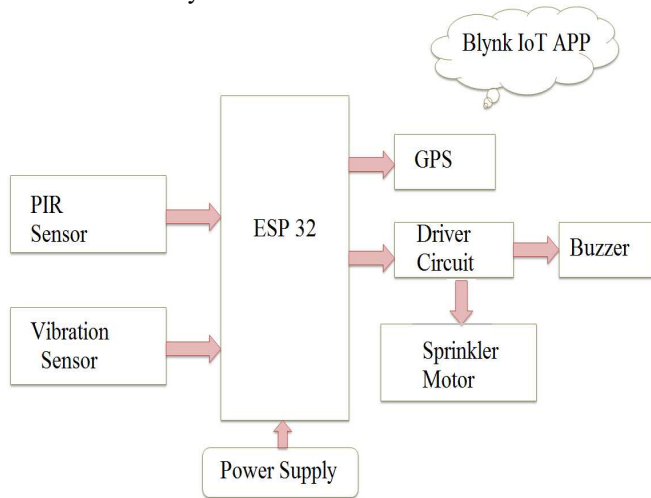 Blynk IoT APP
GPS
PIR
Sensor
ESP 32
Driver
Circuit
Buzzer
Vibration
Sensor
Sprinkler
Motor
Power Supply